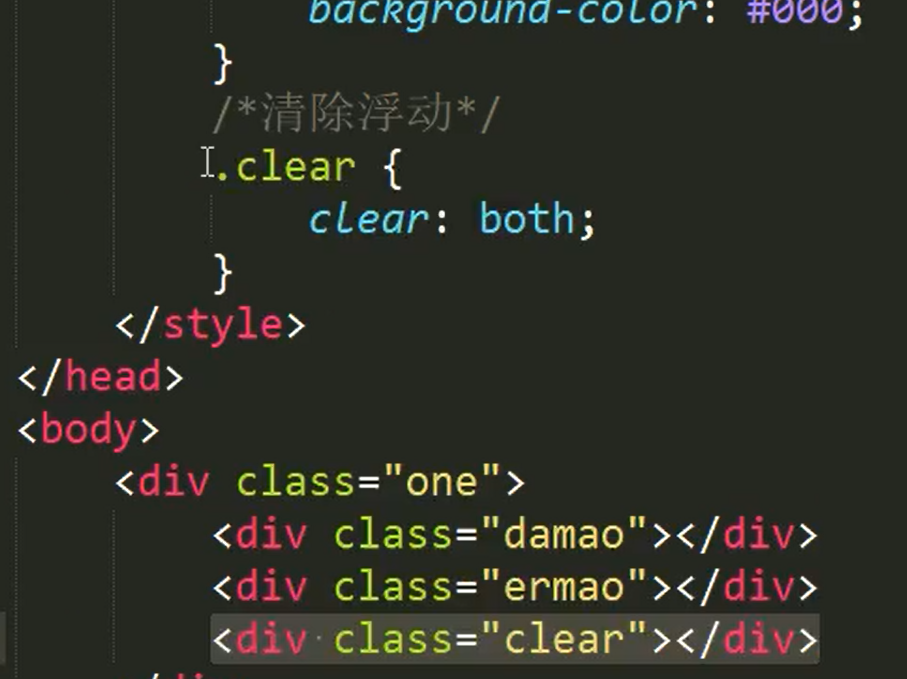 background-color: #000;
}
/*清除浮动*/
.clear {
clear: both;
}
</style>
</head>
<body>
<div class="one">
<div class="damao"></div>
<div class="ermao"></div>
<div class="clear"></div>